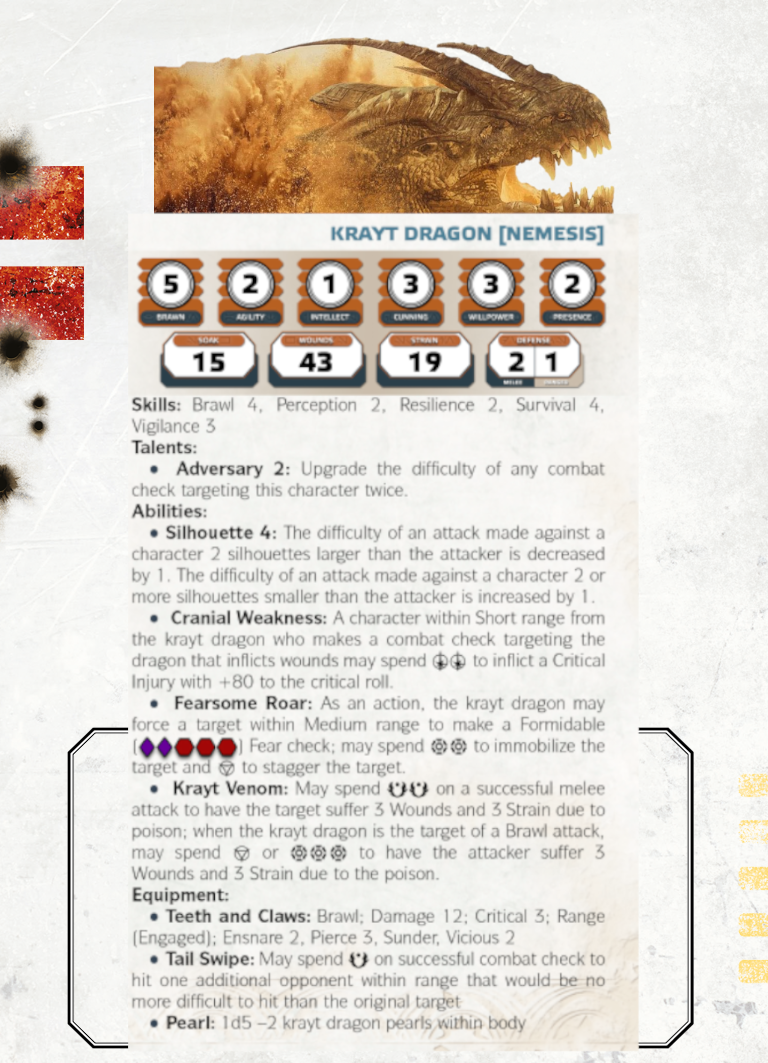 KRAYT DRAGON [NEMESIS]
5 2 1 3 3 2
BRAWN AGILITY INTELLECT CUNNING WILLPOWER PRESENCE
SOAK WOUNDS STRAIN DEFENSE
15 43 19 2 1
MELEE RANGED
Skills: Brawl 4, Perception 2, Resilience 2, Survival 4,
Vigilance 3
Talents:
• Adversary 2: Upgrade the difficulty of any combat
check targeting this character twice.
Abilities:
• Silhouette 4: The difficulty of an attack made against a
character 2 silhouettes larger than the attacker is decreased
by 1. The difficulty of an attack made against a character 2 or
more silhouettes smaller than the attacker is increased by 1.
• Cranial Weakness: A character within Short range from
the krayt dragon who makes a combat check targeting the
dragon that inflicts wounds may spend to inflict a Critical
Injury with +80 to the critical roll.
• Fearsome Roar: As an action, the krayt dragon may
force a target within Medium range to make a Formidable
[ ] Fear check; may spend to immobilize the
target and to stagger the target.
• Krayt Venom: May spend on a successful melee
attack to have the target suffer 3 Wounds and 3 Strain due to
poison; when the krayt dragon is the target of a Brawl attack,
may spend or to have the attacker suffer 3
Wounds and 3 Strain due to the poison.
Equipment:
• Teeth and Claws: Brawl; Damage 12; Critical 3; Range
[Engaged]; Ensnare 2, Pierce 3, Sunder, Vicious 2
• Tail Swipe: May spend on successful combat check to
hit one additional opponent within range that would be no
more difficult to hit than the original target
• Pearl: 1d5 –2 krayt dragon pearls within body